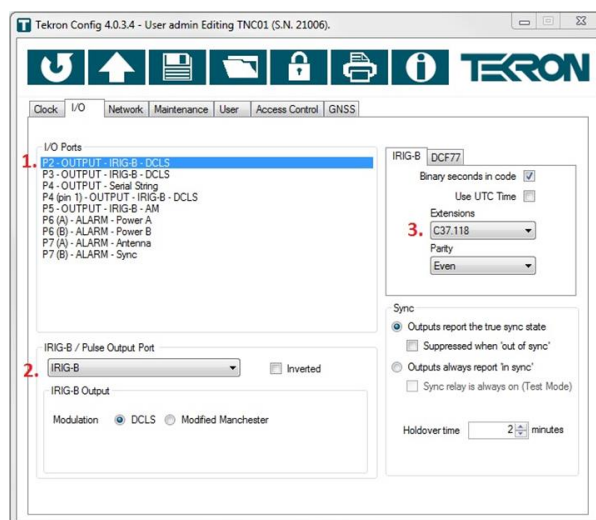 Tekron Config 4.0.3.4 - User admin Editing TNC01 (S.N. 21006).
TEKRON
Clock I/O Network Maintenance User Access Control GNSS
I/O Ports
1. P2 - OUTPUT - IRIG-B - DCLS
P3 - OUTPUT - IRIG-B - DCLS
P4 - OUTPUT - Serial String
P4 (pin 1) - OUTPUT - IRIG-B - DCLS
P5 - OUTPUT - IRIG-B - AM
P6 (A) - ALARM - Power A
P6 (B) - ALARM - Power B
P7 (A) - ALARM - Antenna
P7 (B) - ALARM - Sync
IRIG-B / Pulse Output Port
2. IRIG-B Inverted
IRIG-B Output
Modulation DCLS Modified Manchester
IRIG-B DCF77
Binary seconds in code
Use UTC Time
Extensions
3. C37.118
Parity
Even
Sync
Outputs report the true sync state
Suppressed when 'out of sync'
Outputs always report 'in sync'
Sync relay is always on (Test Mode)
Holdover time 2 minutes